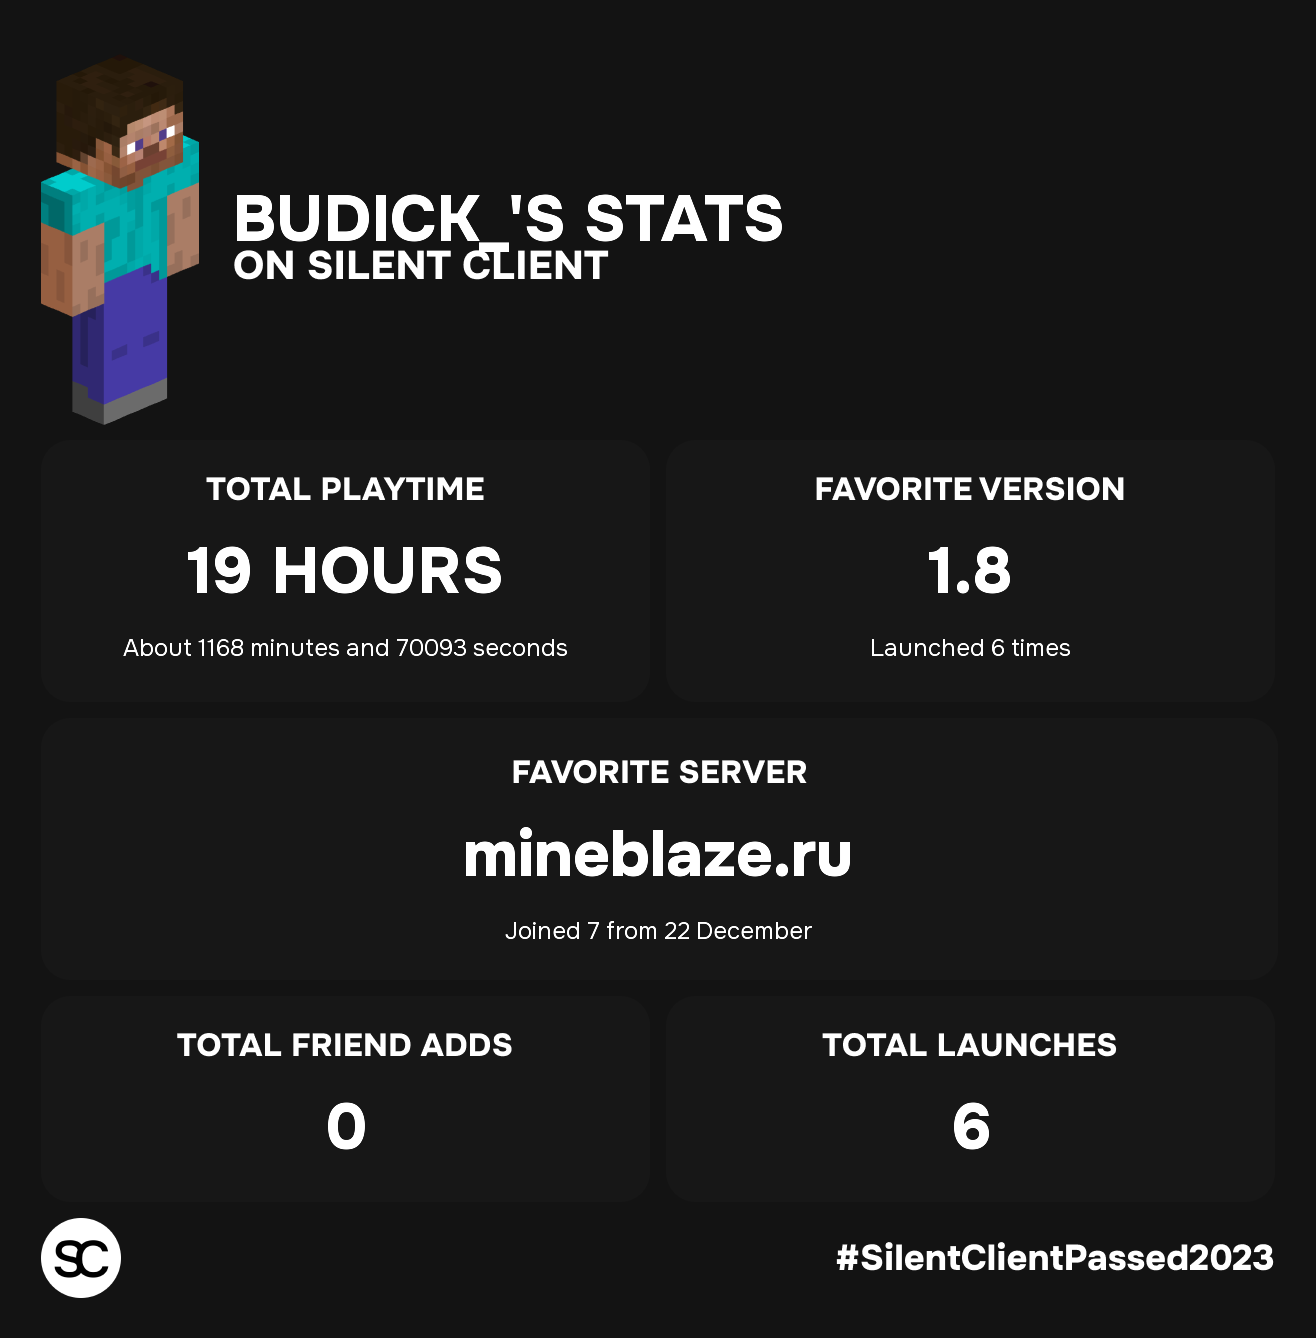 BUDICK_'S STATS
ON SILENT CLIENT
TOTAL PLAYTIME
19 HOURS
About 1168 minutes and 70093 seconds
FAVORITE VERSION
1.8
Launched 6 times
FAVORITE SERVER
mineblaze.ru
Joined 7 from 22 December
TOTAL FRIEND ADDS
0
TOTAL LAUNCHES
6
SC
#SilentClientPassed2023